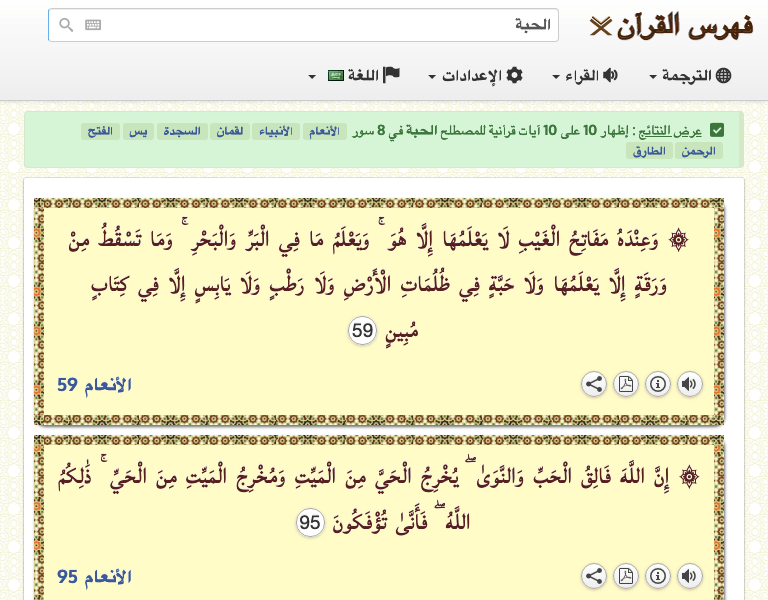 فهرس القرآن
الحبة
الترجمة
القراء
الإعدادات
اللغة
عرض النتائج : إظهار 10 على 10 آيات قرآنية للمصطلح الحبة في 8 سور الأنعام الأنبياء لقمان السجدة يس الفتح
الرحمن الطارق
۞ وَعِنْدَهُ مَفَاتِحُ الْغَيْبِ لَا يَعْلَمُهَا إِلَّا هُوَ ۚ وَيَعْلَمُ مَا فِي الْبَرِّ وَالْبَحْرِ ۚ وَمَا تَسْقُطُ مِنْ
وَرَقَةٍ إِلَّا يَعْلَمُهَا وَلَا حَبَّةٍ فِي ظُلُمَاتِ الْأَرْضِ وَلَا رَطْبٍ وَلَا يَابِسٍ إِلَّا فِي كِتَابٍ
مُبِينٍ 59
الأنعام 59
۞ إِنَّ اللَّهَ فَالِقُ الْحَبِّ وَالنَّوَىٰ ۖ يُخْرِجُ الْحَيَّ مِنَ الْمَيِّتِ وَمُخْرِجُ الْمَيِّتِ مِنَ الْحَيِّ ۚ ذَٰلِكُمُ
اللَّهُ ۖ فَأَنَّىٰ تُؤْفَكُونَ 95
الأنعام 95